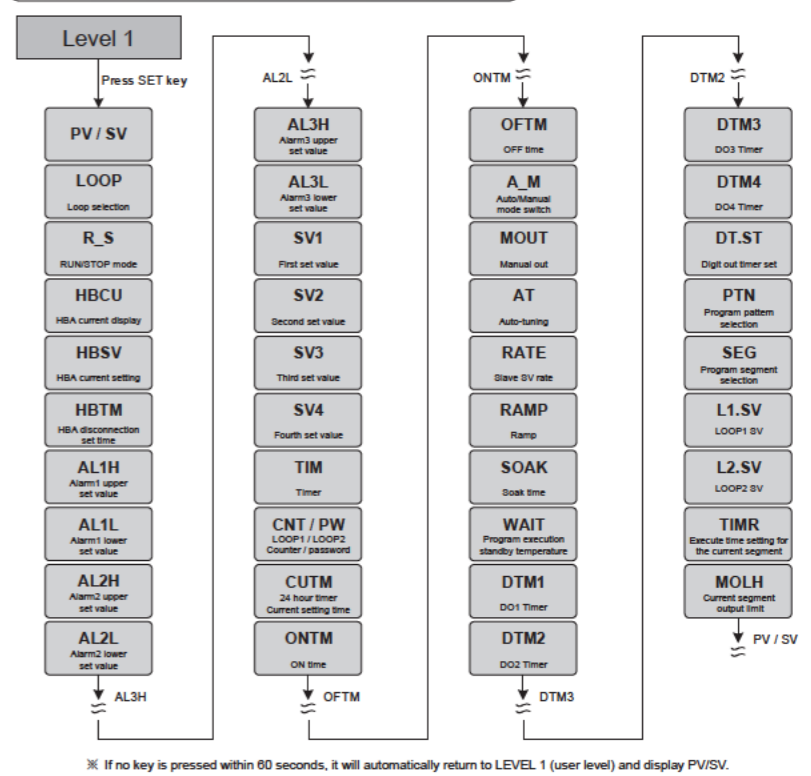 Level 1
Press SET key
PV / SV
LOOP
Loop selection
R_S
RUN/STOP mode
HBCU
HBA current display
HBSV
HBA current setting
HBTM
HBA disconnection
set time
AL1H
Alarm1 upper
set value
AL1L
Alarm1 lower
set value
AL2H
Alarm2 upper
set value
AL2L
Alarm2 lower
set value
AL3H
AL2L
AL3H
Alarm3 upper
set value
AL3L
Alarm3 lower
set value
SV1
First set value
SV2
Second set value
SV3
Third set value
SV4
Fourth set value
TIM
Timer
CNT / PW
LOOP1 / LOOP2
Counter / password
CUTM
24 hour timer
Current setting time
ONTM
ON time
OFTM
ONTM
OFTM
OFF time
A_M
Auto/Manual
mode switch
MOUT
Manual out
AT
Auto-tuning
RATE
Slave SV rate
RAMP
Ramp
SOAK
Soak time
WAIT
Program execution
standby temperature
DTM1
DO1 Timer
DTM2
DO2 Timer
DTM3
DTM2
DTM3
DO3 Timer
DTM4
DO4 Timer
DT.ST
Digit out timer set
PTN
Program pattern
selection
SEG
Program segment
selection
L1.SV
LOOP1 SV
L2.SV
LOOP2 SV
TIMR
Execute time setting for
the current segment
MOLH
Current segment
output limit
PV / SV
※ If no key is pressed within 60 seconds, it will automatically return to LEVEL 1 (user level) and display PV/SV.